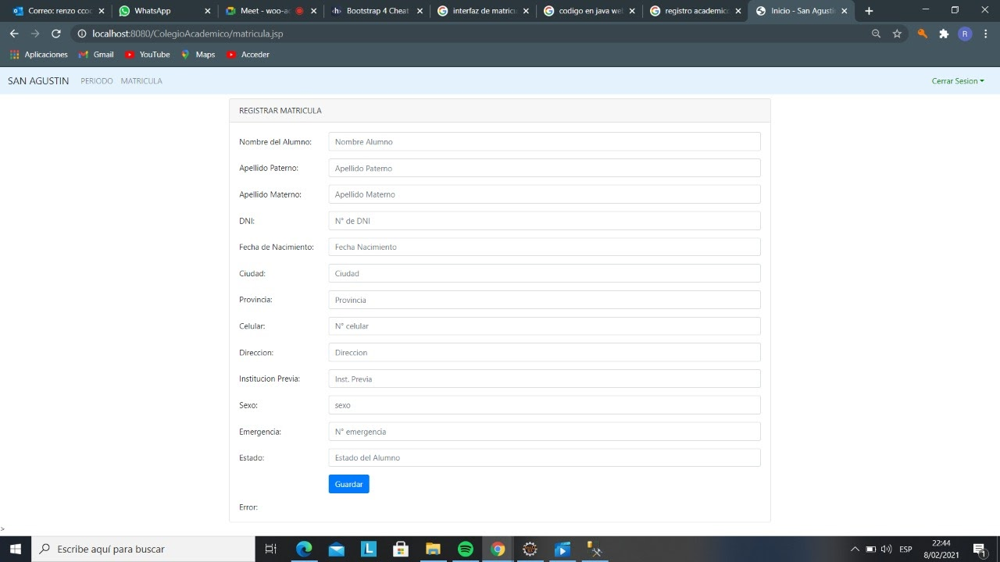 Correo: renzo ccoc
WhatsApp
Meet - woo-ac
Bootstrap 4 Cheat
interfaz de matricu
codigo en java wel
registro academico
Inicio - San Agustin
localhost:8080/ColegioAcademico/matricula.jsp
R
Aplicaciones
Gmail
YouTube
Maps
Acceder
SAN AGUSTIN PERIODO MATRICULA
Cerrar Sesion
REGISTRAR MATRICULA
Nombre del Alumno: Nombre Alumno
Apellido Paterno: Apellido Paterno
Apellido Materno: Apellido Materno
DNI: N° de DNI
Fecha de Nacimiento: Fecha Nacimiento
Ciudad: Ciudad
Provincia: Provincia
Celular: N° celular
Direccion: Direccion
Institucion Previa: Inst. Previa
Sexo: sexo
Emergencia: N° emergencia
Estado: Estado del Alumno
Guardar
Error:
>
Escribe aquí para buscar
L
ESP
22:44
8/02/2021
1